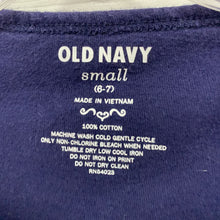 OLD NAVY
small
(6-7)
MADE IN VIETNAM
100% COTTON
MACHINE WASH COLD GENTLE CYCLE
ONLY NON-CHLORINE BLEACH WHEN NEEDED
TUMBLE DRY LOW COOL IRON
DO NOT IRON ON PRINT
DO NOT DRY CLEAN
RN54023